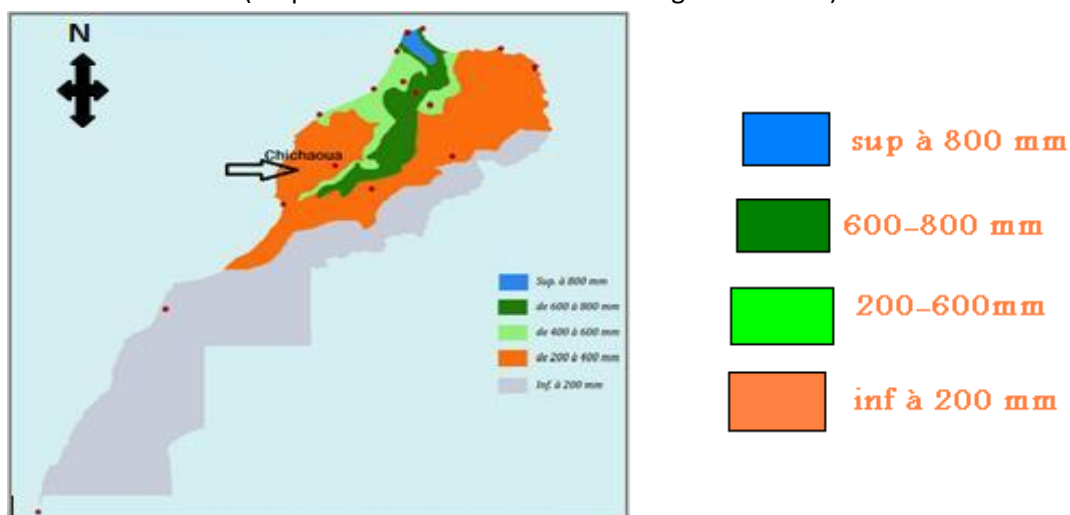 N
Chichaoua
Sup. à 800 mm
de 600 à 800 mm
de 400 à 600 mm
de 200 à 400 mm
Inf. à 200 mm
sup à 800 mm
600-800 mm
200-600mm
inf à 200 mm